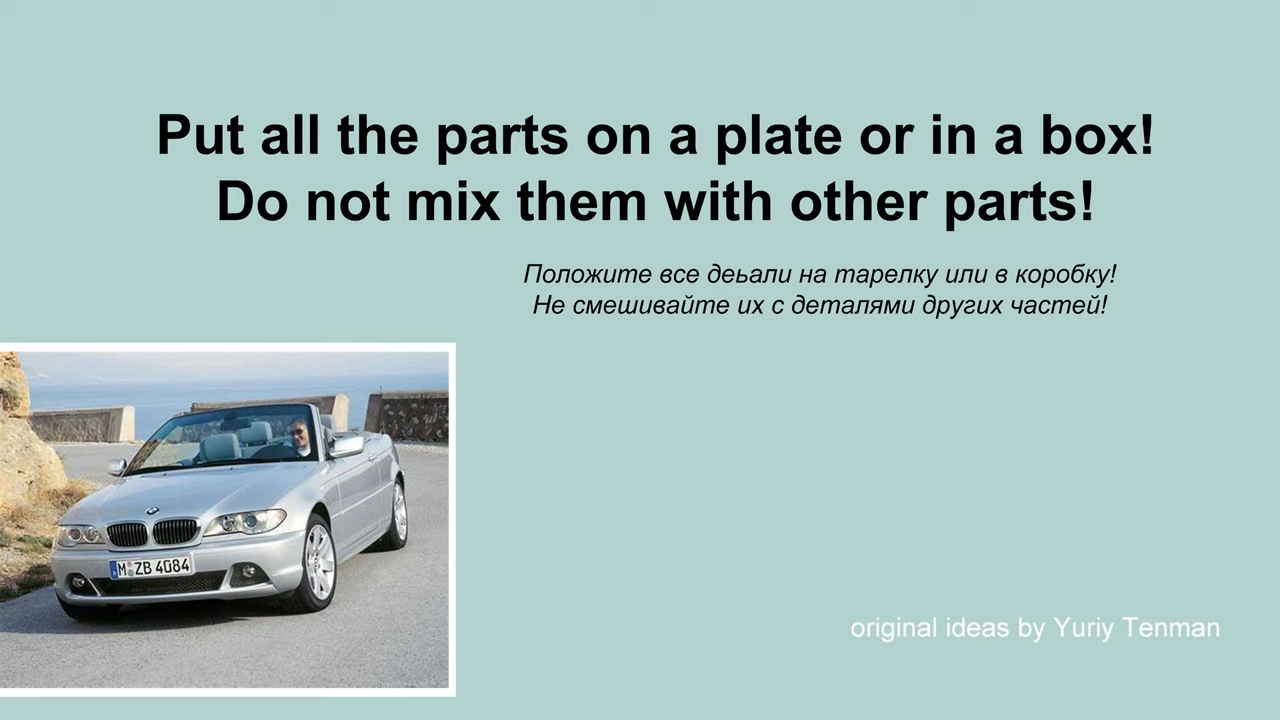 Put all the parts on a plate or in a box!
Do not mix them with other parts!
Положите все деьали на тарелку или в коробку!
Не смешивайте их с деталями других частей!
M ZB 4084
original ideas by Yuriy Tenman